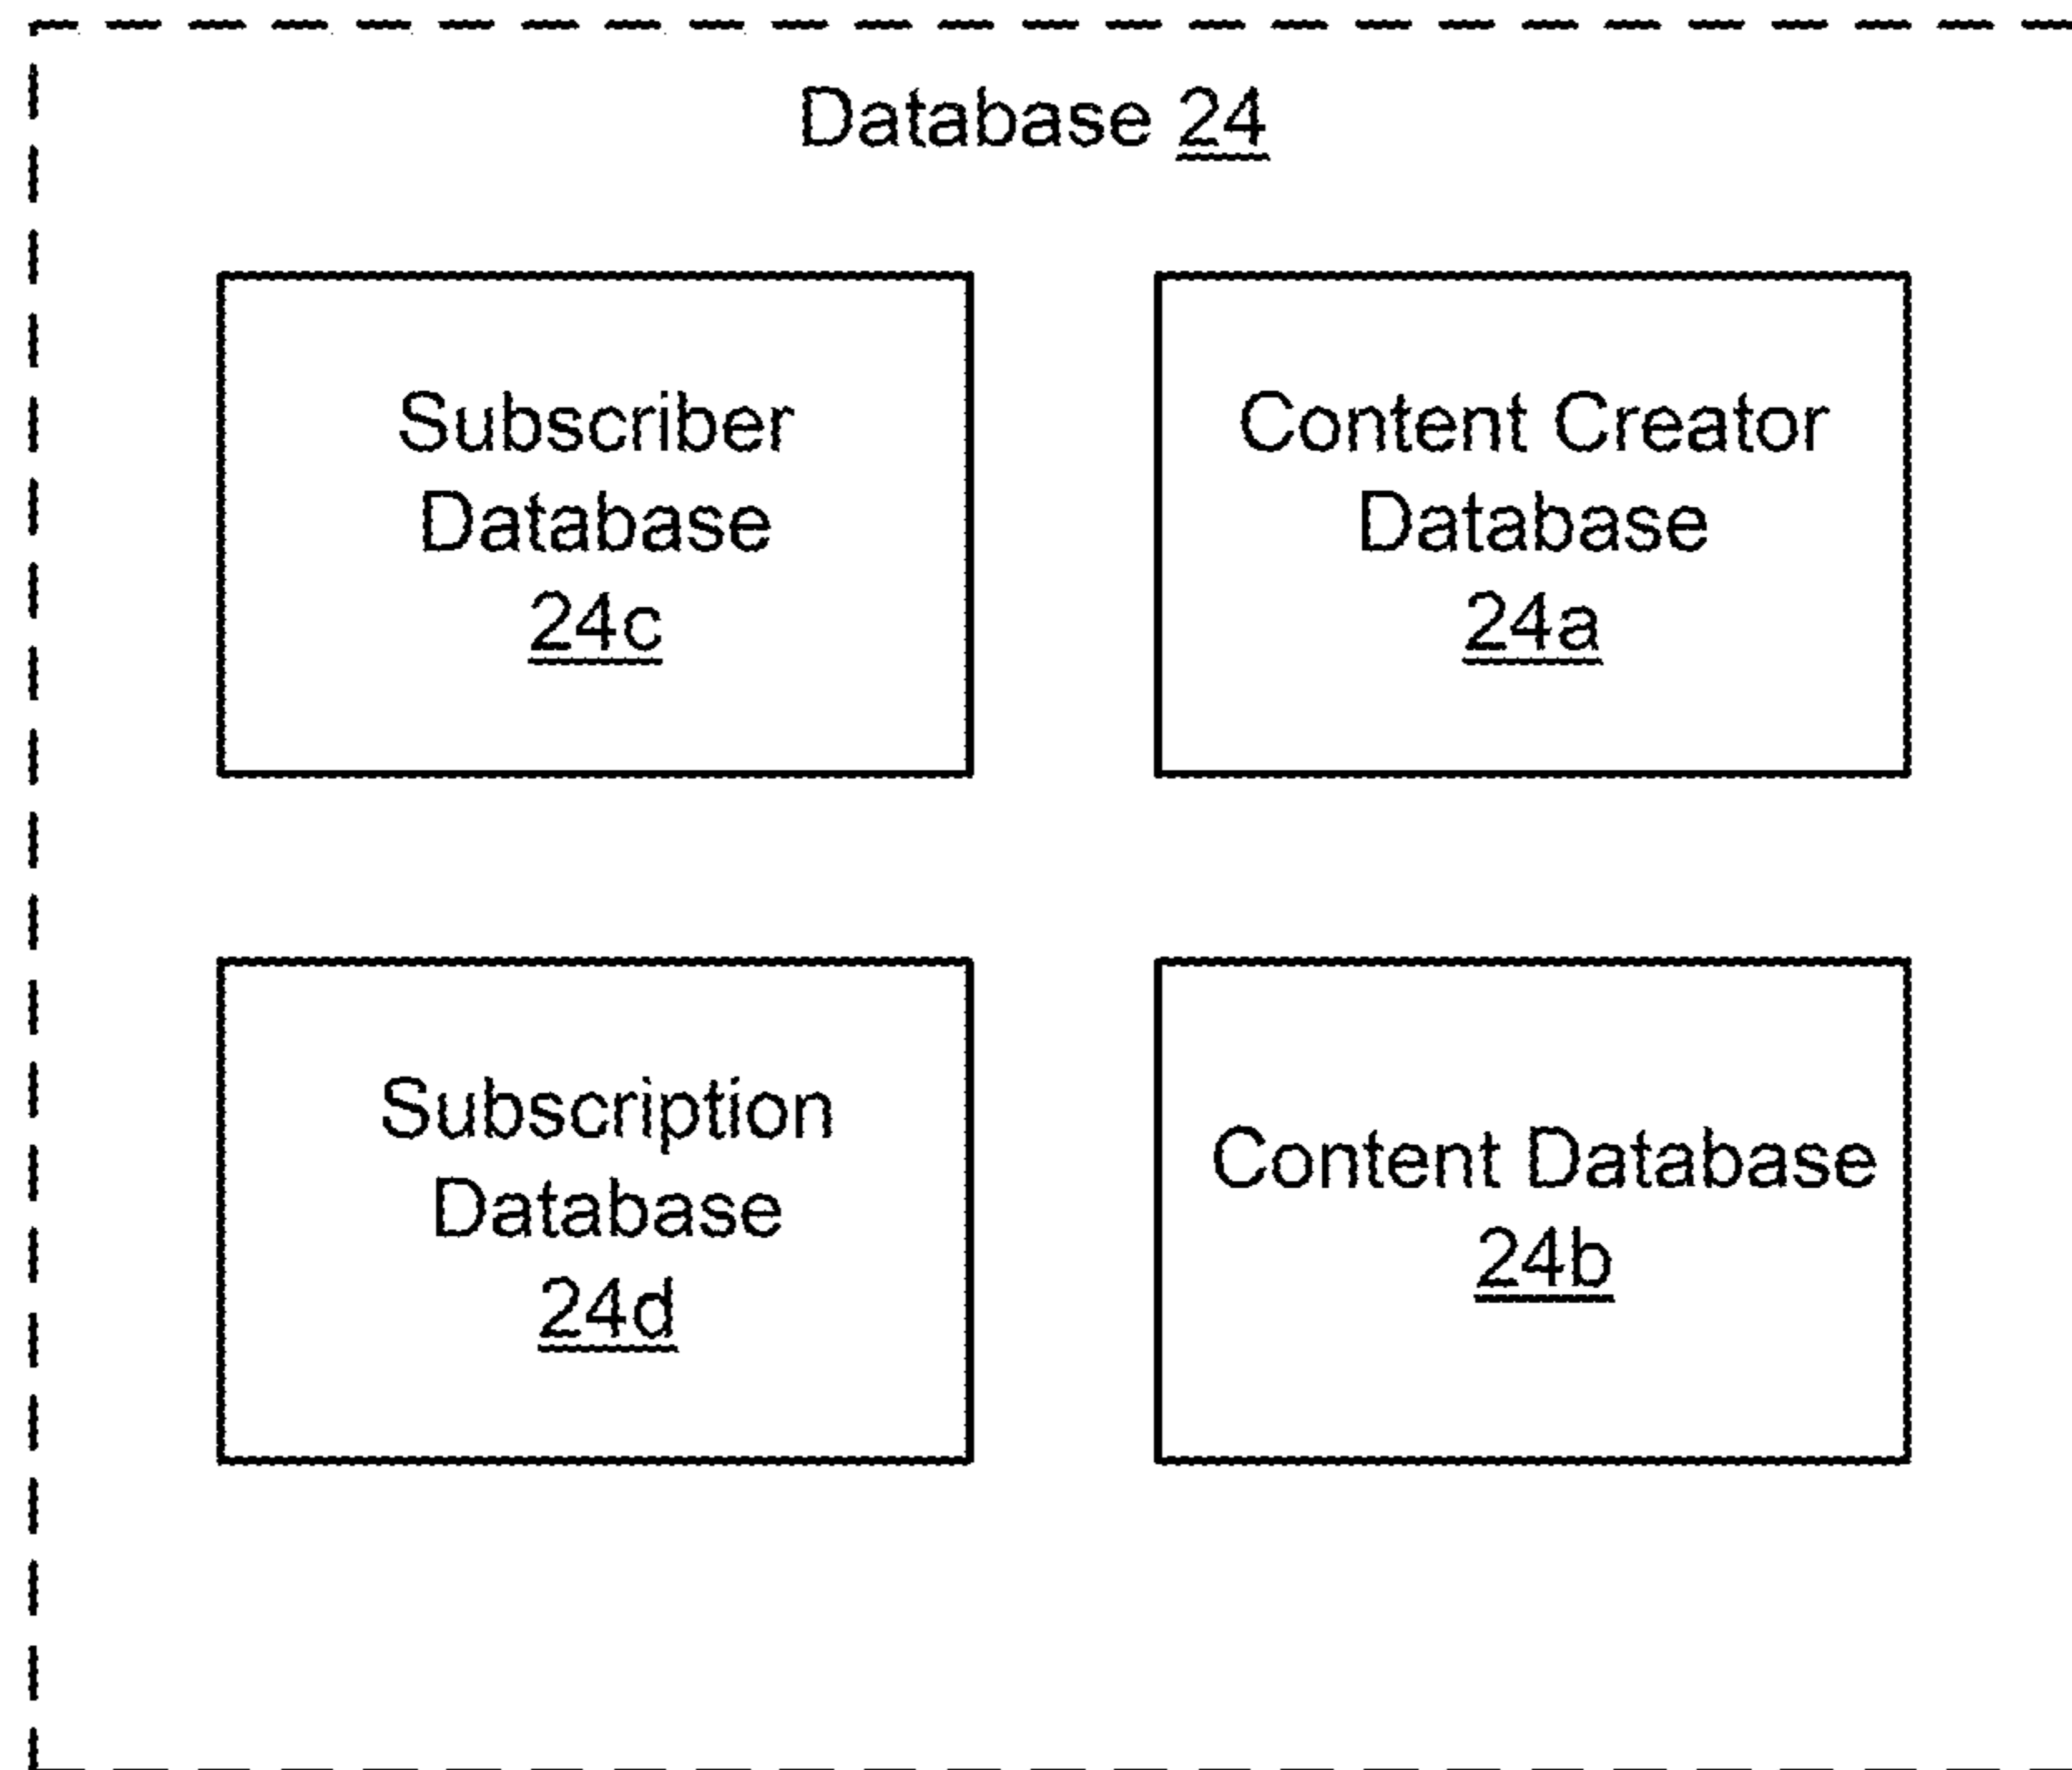 Database 24
Subscriber
Database
24c
Content Creator
Database
24a
Subscription
Database
24d
Content Database
24b